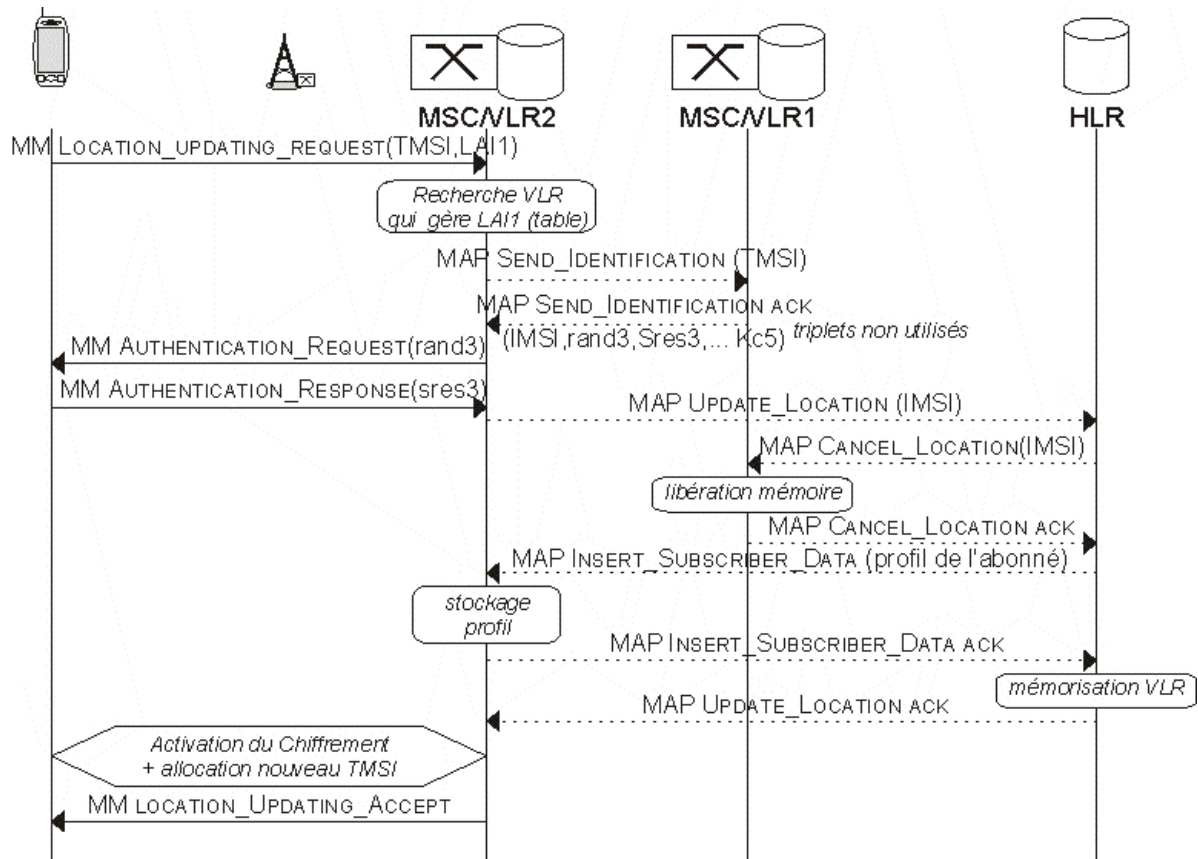 MSC/VLR2
MSC/VLR1
HLR
MM LOCATION_UPDATING_REQUEST(TMSI,LAI1)
Recherche VLR
qui gère LAI1 (table)
MAP SEND_IDENTIFICATION (TMSI)
MAP SEND_IDENTIFICATION ACK
(IMSI,rand3,Sres3,... Kc5) triplets non utilisés
MM AUTHENTICATION_REQUEST(rand3)
MM AUTHENTICATION_RESPONSE(sres3)
MAP UPDATE_LOCATION (IMSI)
MAP CANCEL_LOCATION(IMSI)
libération mémoire
MAP CANCEL_LOCATION ACK
MAP INSERT_SUBSCRIBER_DATA (profil de l'abonné)
stockage
profil
MAP INSERT_SUBSCRIBER_DATA ACK
mémorisation VLR
MAP UPDATE_LOCATION ACK
Activation du Chiffrement
+ allocation nouveau TMSI
MM LOCATION_UPDATING_ACCEPT